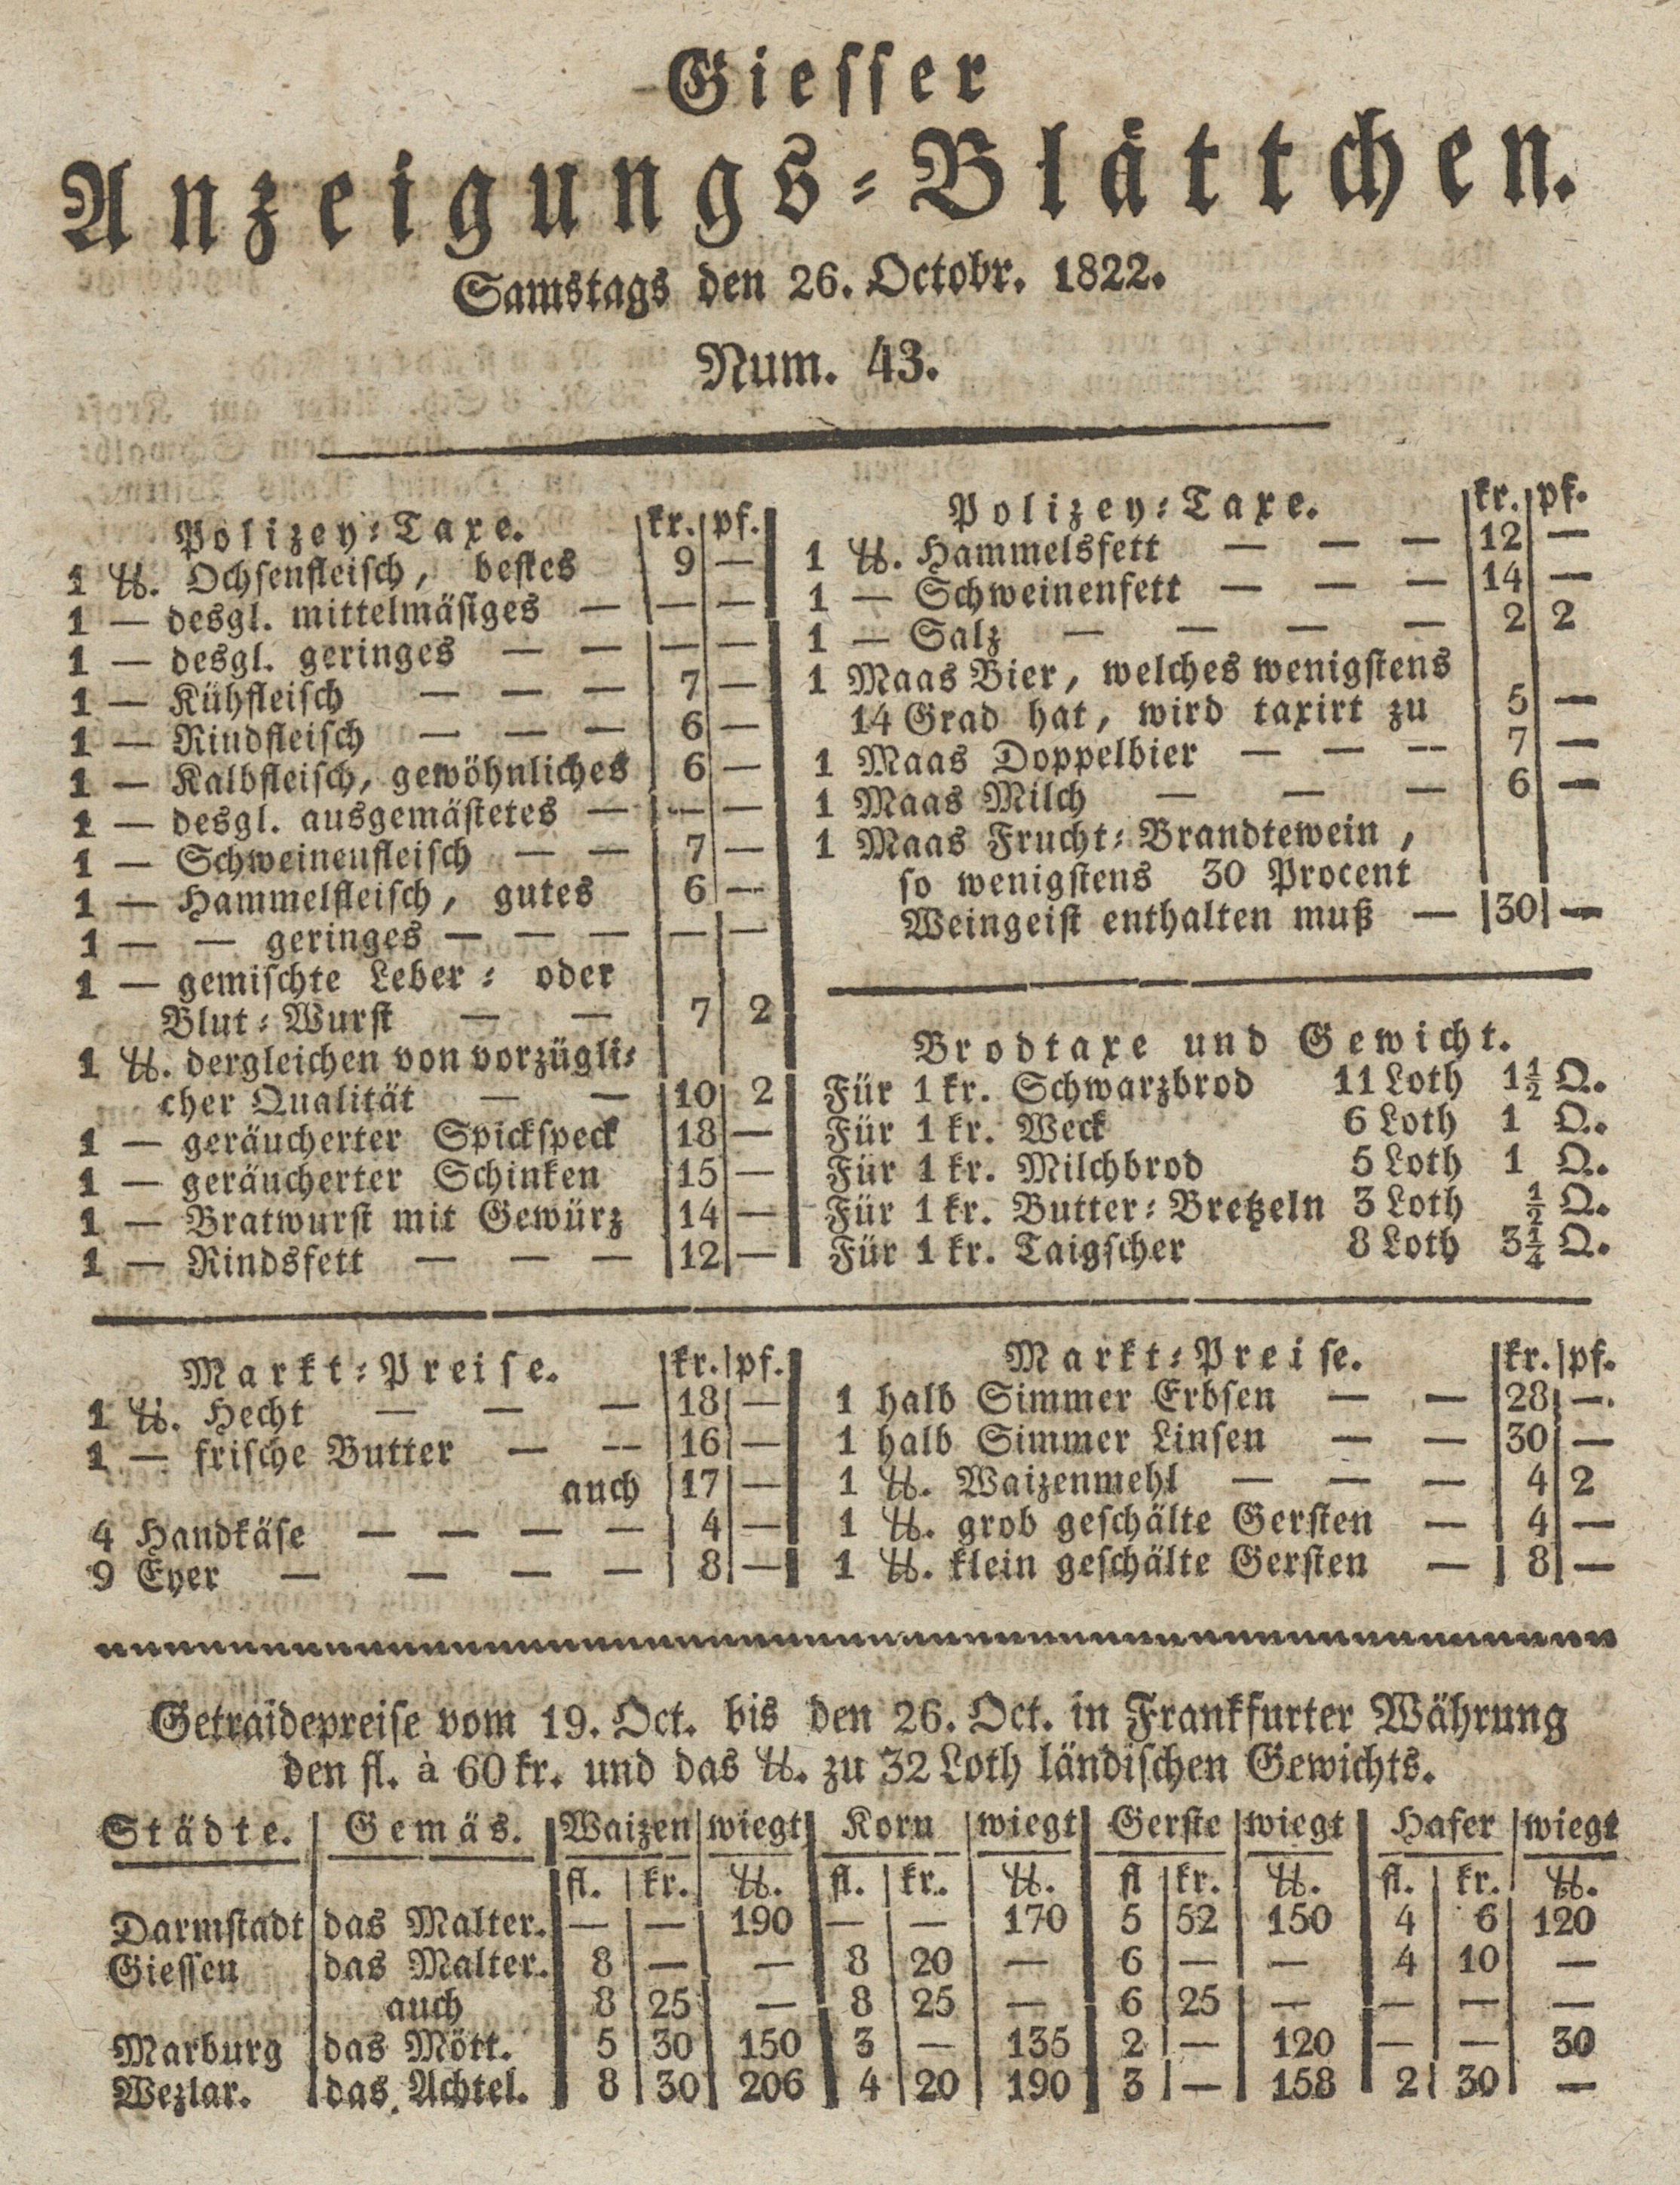 Giesser
Anzeigungs-Blättchen.
Samstags den 26. Octobr. 1822.
Num. 43.
Polizey-Taxe. kr. pf.
1 ℔. Ochsenfleisch, bestes 9 —
1 — desgl. mittelmäsiges — — —
1 — desgl. geringes — — — —
1 — Kühfleisch — — — 7 —
1 — Rindfleisch — — — 6 —
1 — Kalbfleisch, gewöhnliches 6 —
1 — desgl. ausgemästetes — — —
1 — Schweinenfleisch — — 7 —
1 — Hammelfleisch, gutes 6 —
1 — — geringes — — — — —
1 — gemischte Leber- oder
Blut-Wurst — — 7 2
1 ℔. dergleichen von vorzügli-
cher Qualität — — 10 2
1 — geräucherter Spickspeck 18 —
1 — geräucherter Schinken 15 —
1 — Bratwurst mit Gewürz 14 —
1 — Rindsfett — — — 12 —
Polizey-Taxe. kr. pf.
1 ℔. Hammelsfett — — — 12 —
1 — Schweinenfett — — — 14 —
1 — Salz — — — — 2 2
1 Maas Bier, welches wenigstens
14 Grad hat, wird taxirt zu 5 —
1 Maas Doppelbier — — — 7 —
1 Maas Milch — — — 6 —
1 Maas Frucht-Brandtewein,
so wenigstens 30 Procent
Weingeist enthalten muß — 30 —
Brodtaxe und Gewicht.
Für 1 kr. Schwarzbrod 11 Loth 1½ Q.
Für 1 kr. Weck 6 Loth 1 Q.
Für 1 kr. Milchbrod 5 Loth 1 Q.
Für 1 kr. Butter-Bretzeln 3 Loth ½ Q.
Für 1 kr. Taigscher 8 Loth 3¼ Q.
Markt-Preise. kr. pf.
1 ℔. Hecht — — — 18 —
1 — frische Butter — — 16 —
auch 17 —
4 Handkäse — — — — 4 —
9 Eyer — — — — 8 —
Markt-Preise. kr. pf.
1 halb Simmer Erbsen — — 28 —
1 halb Simmer Linsen — — 30 —
1 ℔. Waizenmehl — — — 4 2
1 ℔. grob geschälte Gersten — 4 —
1 ℔. klein geschälte Gersten — 8 —
Getraidepreise vom 19. Oct. bis den 26. Oct. in Frankfurter Währung
den fl. à 60 kr. und das ℔. zu 32 Loth ländischen Gewichts.
Städte. Gemäs. Waizen wiegt Korn wiegt Gerste wiegt Hafer wiegt
fl. kr. ℔. fl. kr. ℔. fl kr. ℔. fl. kr. ℔.
Darmstadt das Malter. — — 190 — — 170 5 52 150 4 6 120
Giessen das Malter. 8 — — 8 20 — 6 — — 4 10 —
auch 8 25 — 8 25 — 6 25 — — — —
Marburg das Mött. 5 30 150 3 — 135 2 — 120 — — 30
Wezlar. das Achtel. 8 30 206 4 20 190 3 — 158 2 30 —